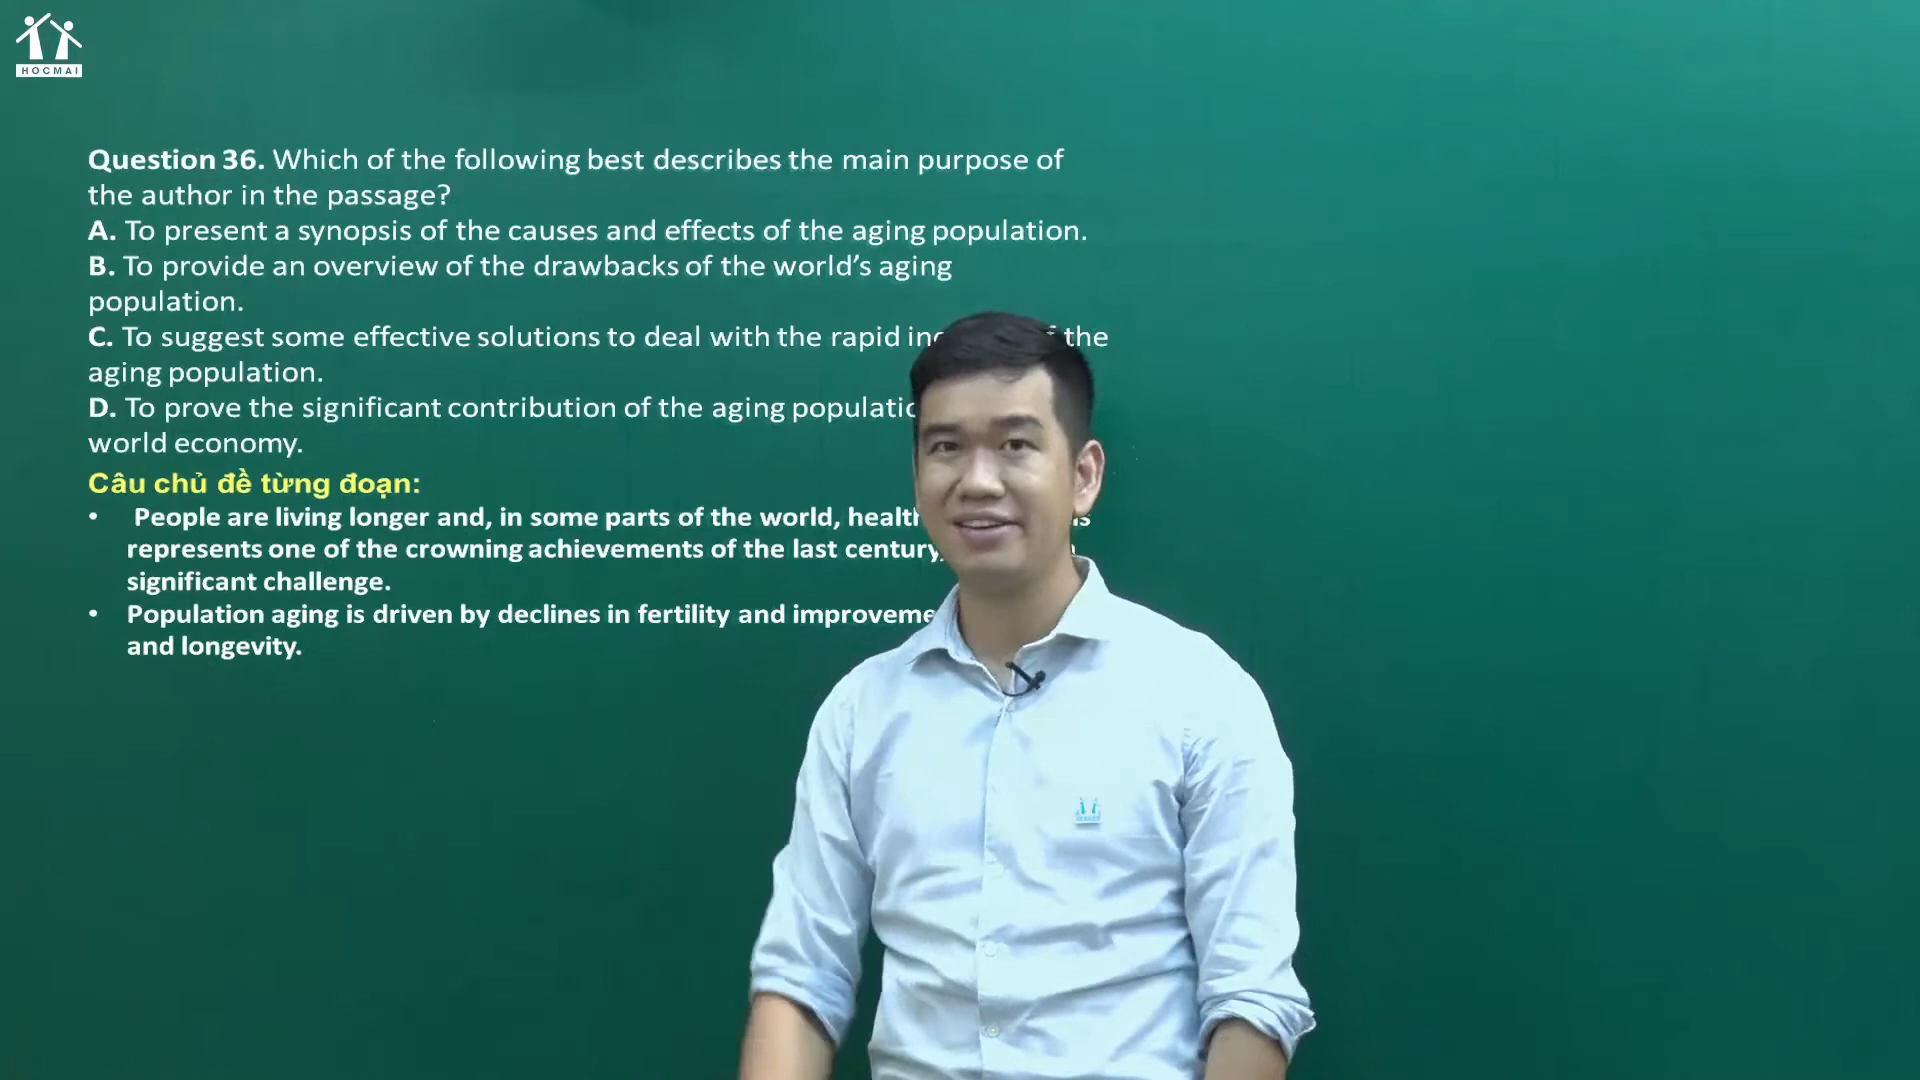 HOCMAI
Question 36. Which of the following best describes the main purpose of
the author in the passage?
A. To present a synopsis of the causes and effects of the aging population.
B. To provide an overview of the drawbacks of the world's aging
population.
C. To suggest some effective solutions to deal with the rapid the
aging population.
D. To prove the significant contribution of the aging
world economy.
Câu chủ đề từng đoạn:
• People are living longer and, in some parts of the world,
represents one of the crowning achievements of the last century,
significant challenge.
• Population aging is driven by declines in fertility and
and longevity.